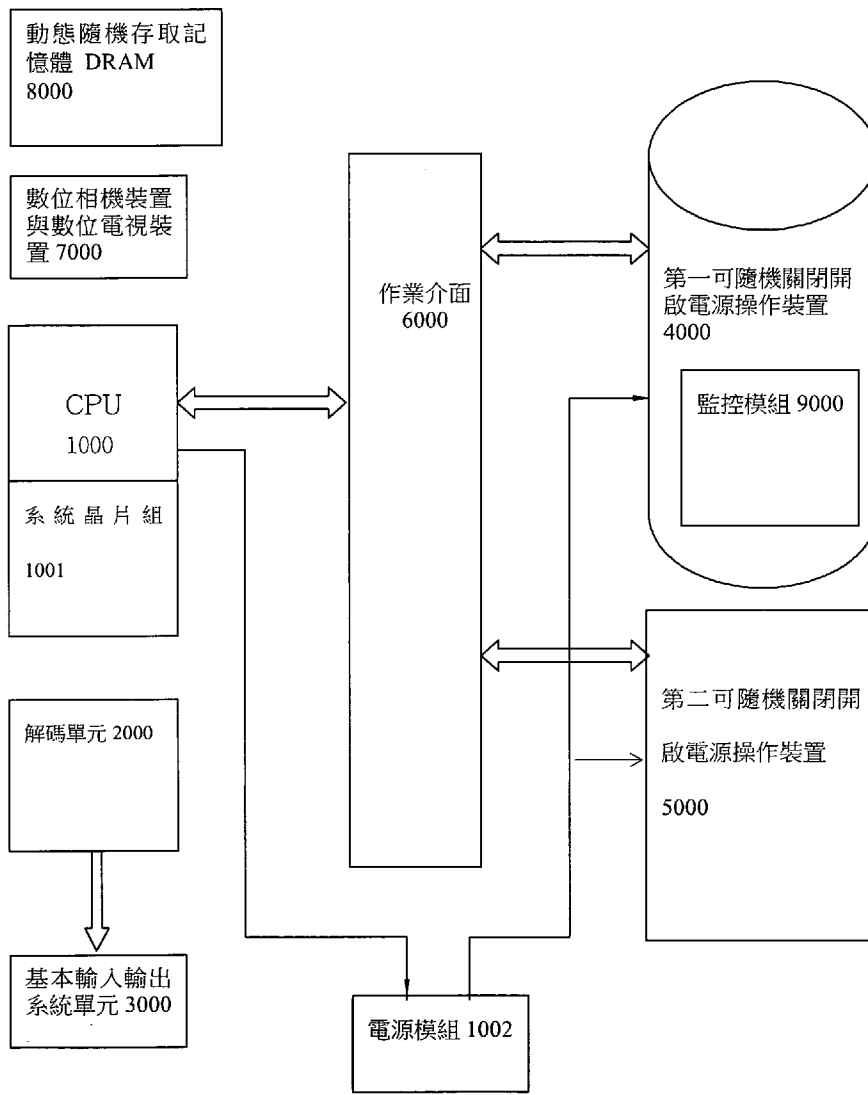 動態隨機存取記
憶體 DRAM
8000
數位相機裝置
與數位電視裝
置 7000
CPU
1000
系統晶片組
1001
解碼單元 2000
基本輸入輸出
系統單元 3000
作業介面
6000
電源模組 1002
第一可隨機關閉開
啟電源操作裝置
4000
監控模組 9000
第二可隨機關閉開
啟電源操作裝置
5000